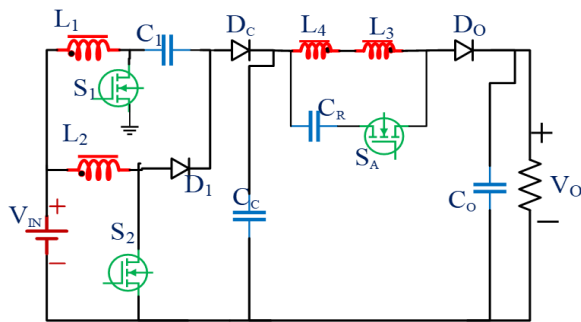 L1 C1 DC L4 L3 DO
S1 CR SA
L2 D1 CC CO VO
VIN S2
+
−
+
−